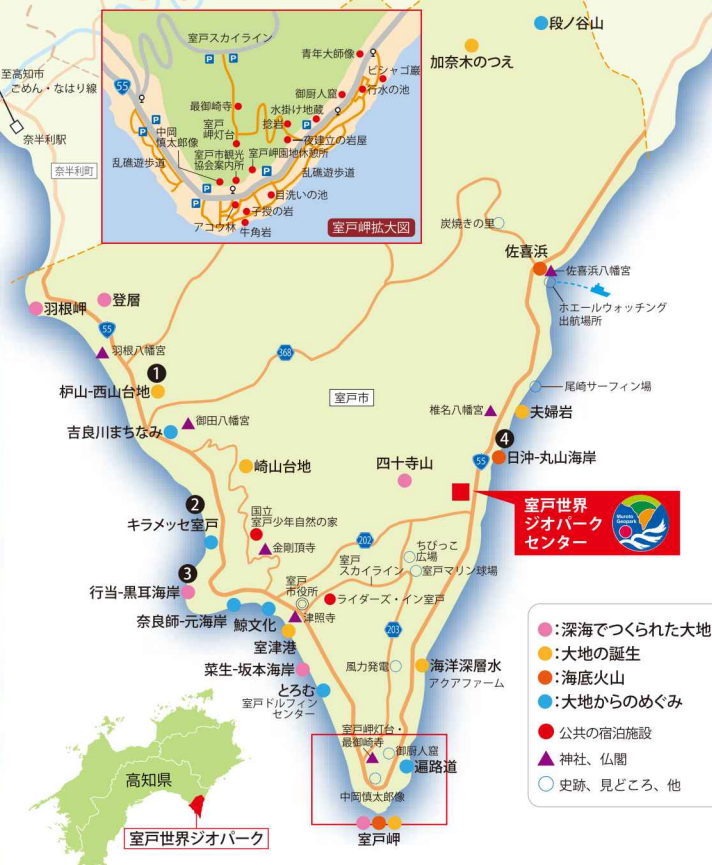 段ノ谷山
加奈木のつえ
至高知市
ごめん・なはり線
奈半利駅
奈半利町
室戸スカイライン
青年大師像
ビシャゴ巌
御厨人窟
行水の池
水掛け地蔵
最御崎寺
捻岩
中岡
慎太郎像
室戸
岬灯台
一夜建立の岩屋
室戸市観光
協会案内所
室戸岬園地休憩所
乱礁遊歩道
乱礁遊歩道
目洗いの池
子授の岩
アコウ林
牛角岩
室戸岬拡大図
55
P
P
P
P
P
P
P
P
炭焼きの里
佐喜浜
佐喜浜八幡宮
ホエールウォッチング
出航場所
登層
羽根岬
55
羽根八幡宮
368
1
枦山-西山台地
室戸市
尾崎サーフィン場
椎名八幡宮
夫婦岩
御田八幡宮
吉良川まちなみ
4
55
日沖-丸山海岸
崎山台地
四十寺山
2
キラメッセ室戸
国立
室戸少年自然の家
室戸世界
ジオパーク
センター
Muroto
Geopark
金剛頂寺
202
ちびっこ
広場
室戸
スカイライン
室戸マリン球場
3
行当-黒耳海岸
室戸
市役所
ライダーズ・イン室戸
奈良師-元海岸
鯨文化
津照寺
203
室津港
菜生-坂本海岸
風力発電
海洋深層水
アクアファーム
とろむ
室戸ドルフィン
センター
室戸岬灯台・
最御崎寺
御厨人窟
遍路道
中岡慎太郎像
室戸岬
高知県
室戸世界ジオパーク
:深海でつくられた大地
:大地の誕生
:海底火山
:大地からのめぐみ
公共の宿泊施設
神社、仏閣
史跡、見どころ、他